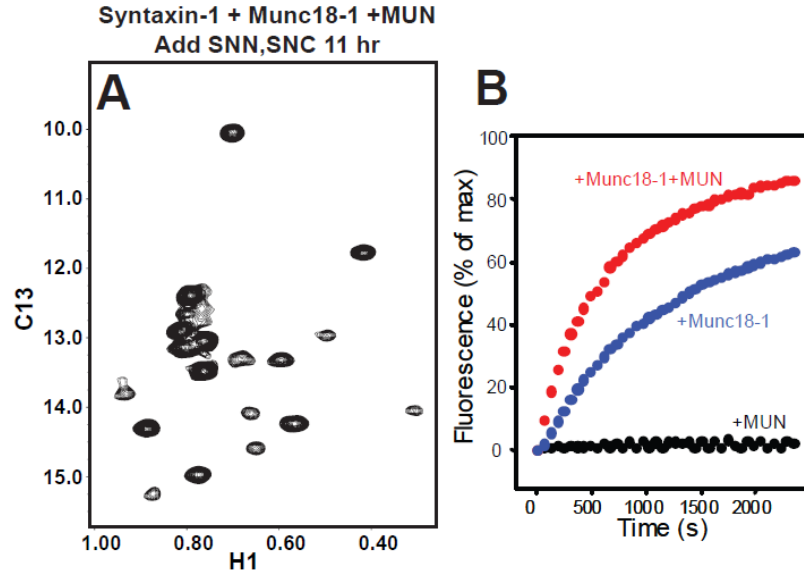 Syntaxin-1 + Munc18-1 +MUN
Add SNN,SNC 11 hr
A
10.0
11.0
12.0
13.0
14.0
15.0
C13
1.00 0.80 0.60 0.40
H1
B
100
80
60
40
20
0
Fluorescence (% of max)
+Munc18-1+MUN
+Munc18-1
+MUN
0 500 1000 1500 2000
Time (s)